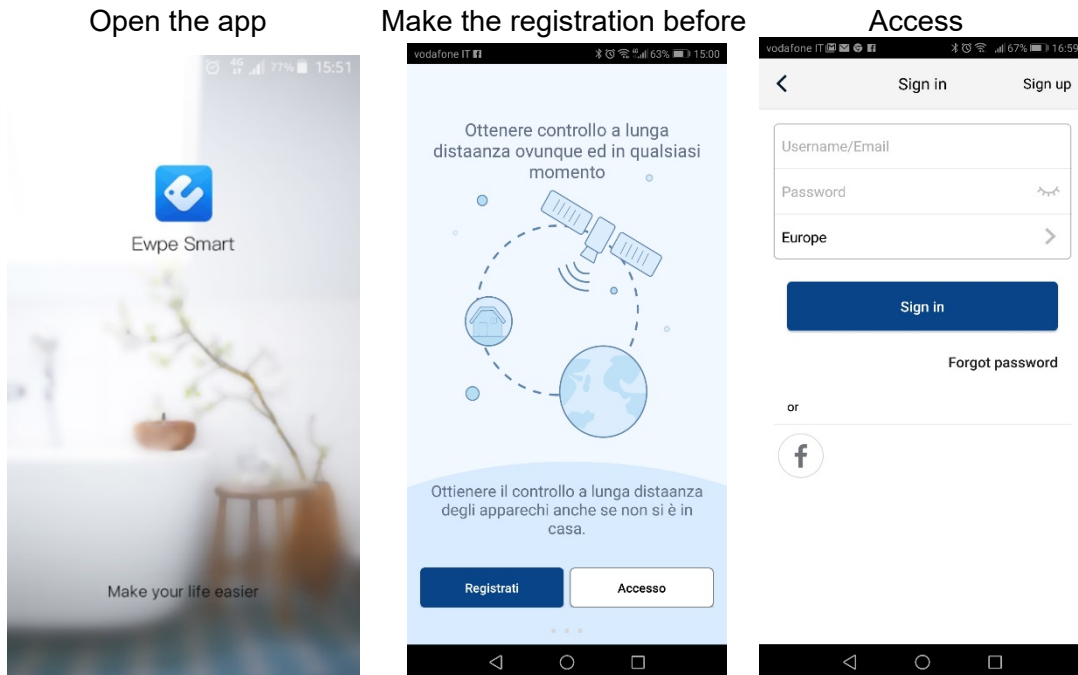 Open the app
Make the registration before
Access
4G 77% 15:51
Ewpe Smart
Make your life easier
vodafone IT 63% 15:00
Ottenere controllo a lunga
distaanza ovunque ed in qualsiasi
momento
Ottienere il controllo a lunga distaanza
degli apparechi anche se non si è in
casa.
Registrati
Accesso
vodafone IT 67% 16:59
Sign in
Sign up
Username/Email
Password
Europe
Sign in
Forgot password
or
f